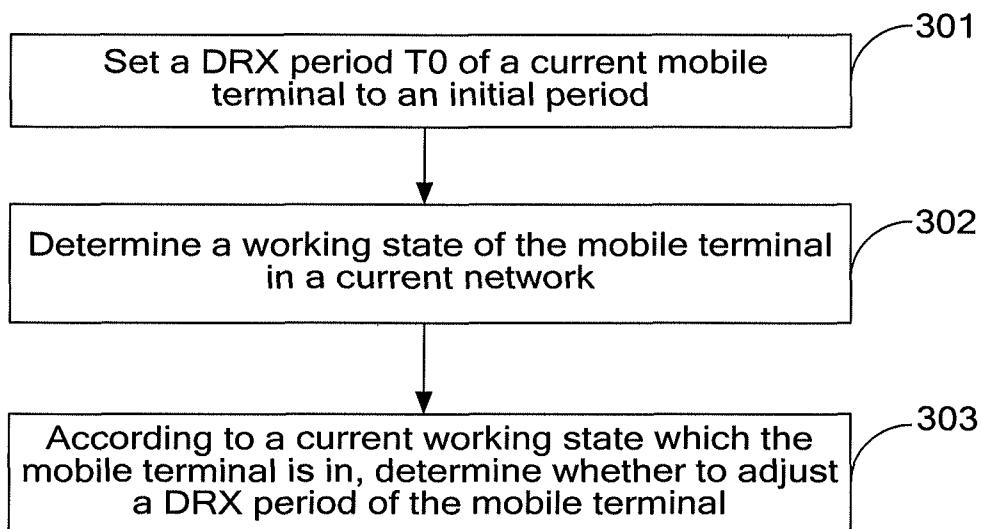 301
Set a DRX period T0 of a current mobile
terminal to an initial period
302
Determine a working state of the mobile terminal
in a current network
303
According to a current working state which the
mobile terminal is in, determine whether to adjust
a DRX period of the mobile terminal